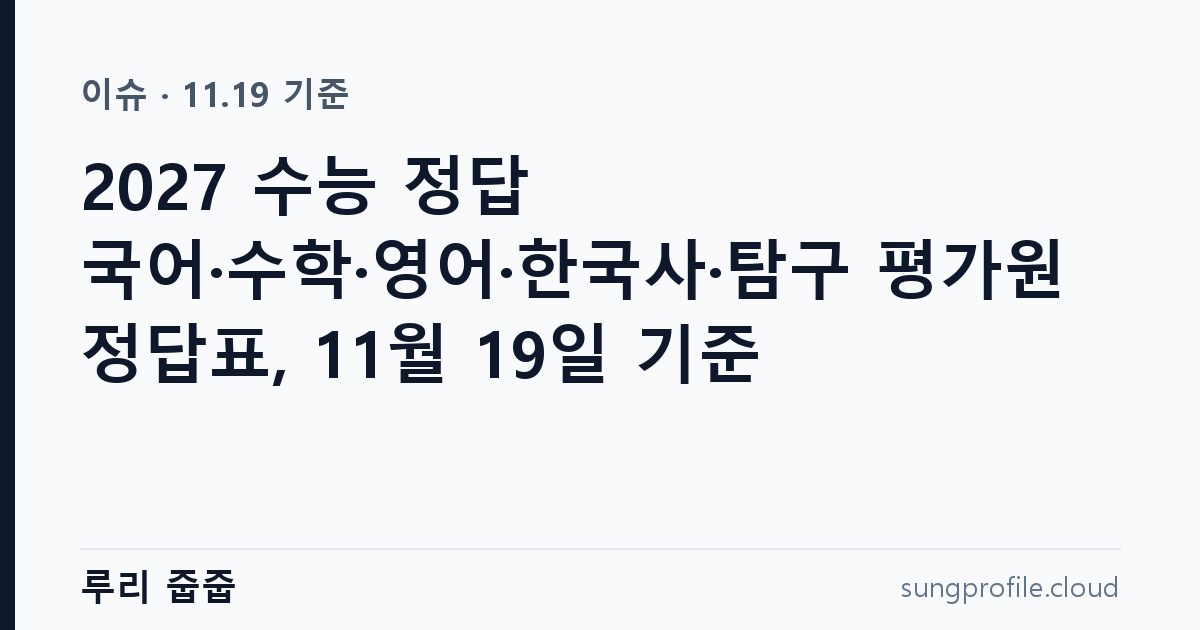 이슈 · 11.19 기준
2027 수능 정답
국어·수학·영어·한국사·탐구 평가원
정답표, 11월 19일 기준
루리 줍줍
sungprofile.cloud